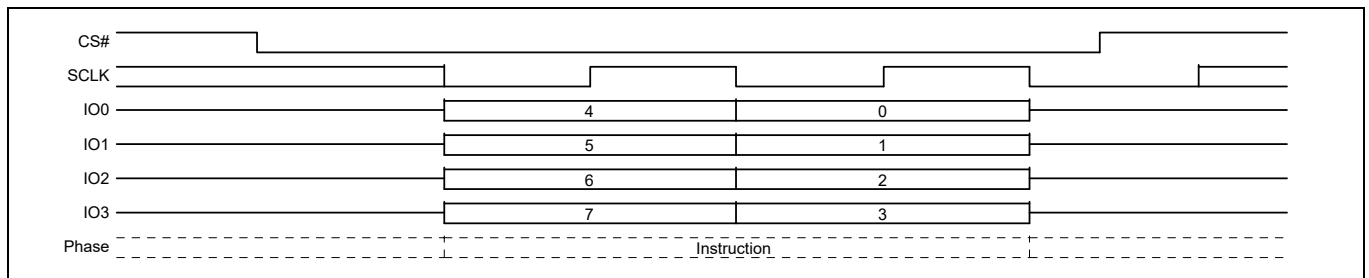 CS#
SCLK
IO0 4 0
IO1 5 1
IO2 6 2
IO3 7 3
Phase Instruction